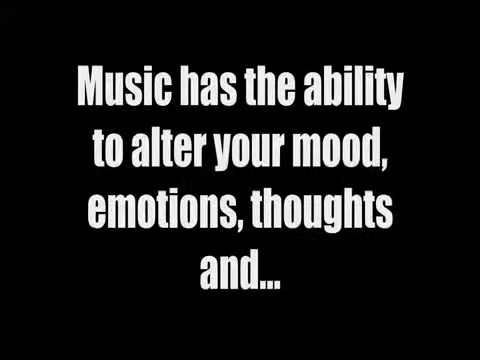 Music has the ability
to alter your mood,
emotions, thoughts
and...